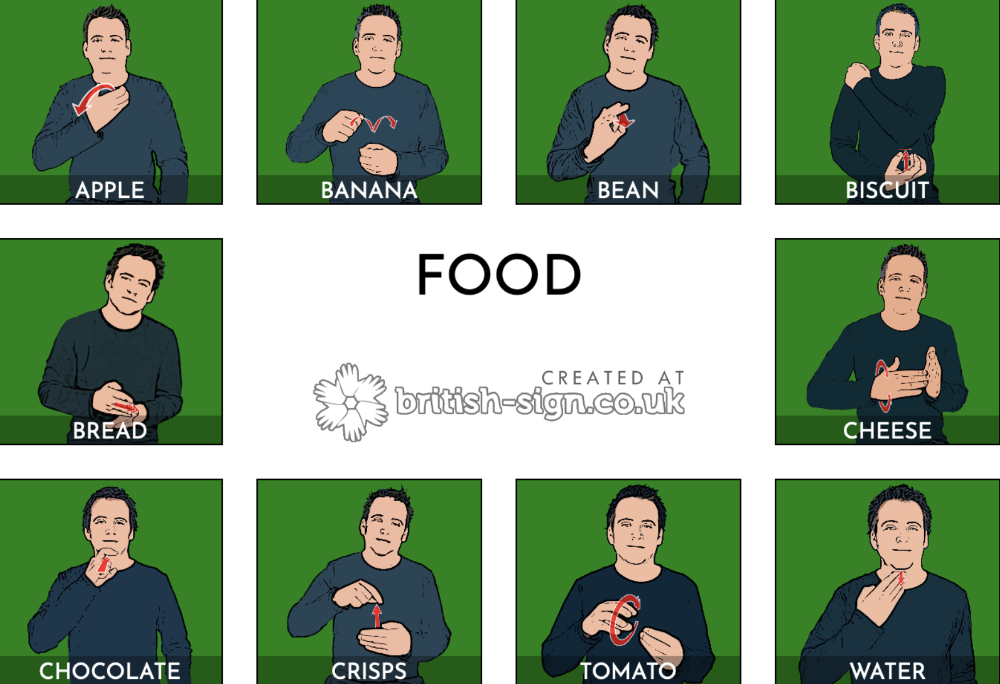 APPLE
BANANA
BEAN
BISCUIT
BREAD
FOOD
CREATED AT
british-sign.co.uk
CHEESE
CHOCOLATE
CRISPS
TOMATO
WATER